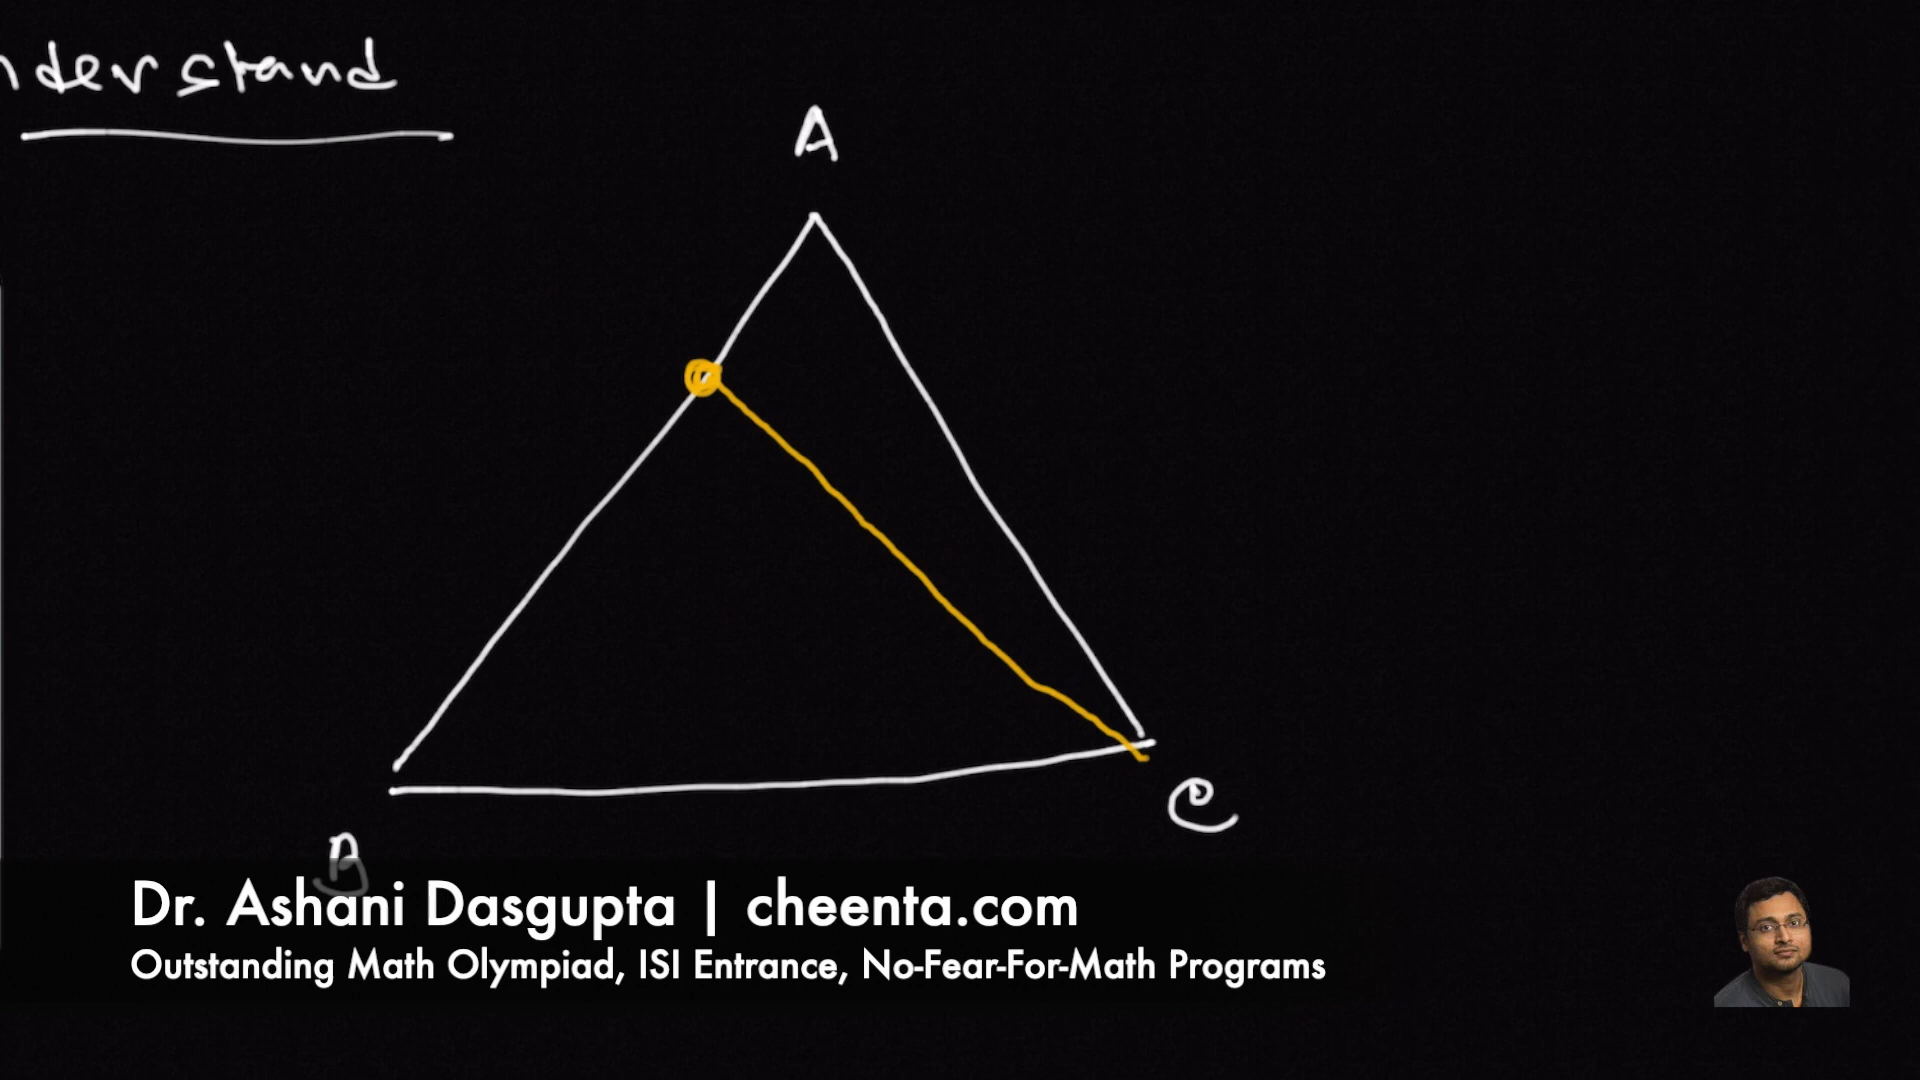 nderstand
A
B
C
Dr. Ashani Dasgupta | cheenta.com
Outstanding Math Olympiad, ISI Entrance, No-Fear-For-Math Programs